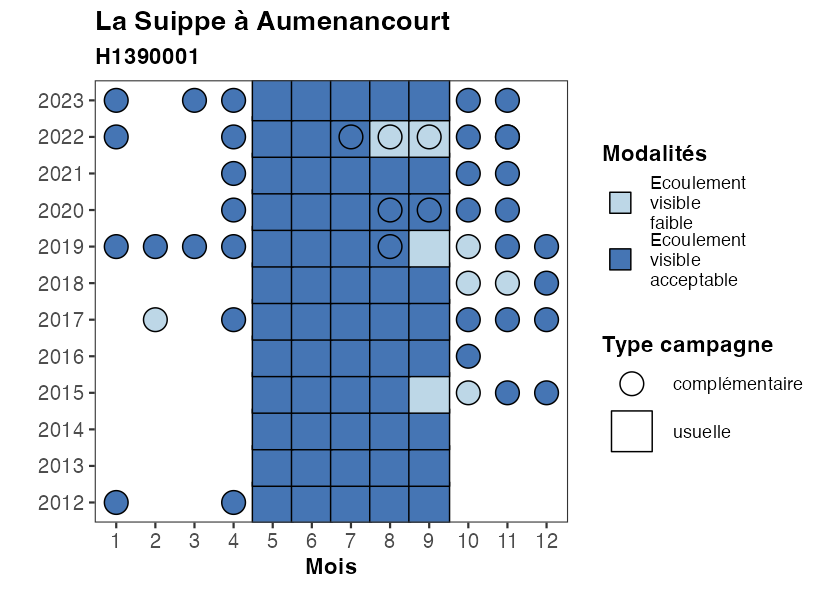 La Suippe à Aumenancourt
H1390001
2023
2022
2021
2020
2019
2018
2017
2016
2015
2014
2013
2012
1 2 3 4 5 6 7 8 9 10 11 12
Mois
Modalités
Ecoulement
visible
faible
Ecoulement
visible
acceptable
Type campagne
complémentaire
usuelle